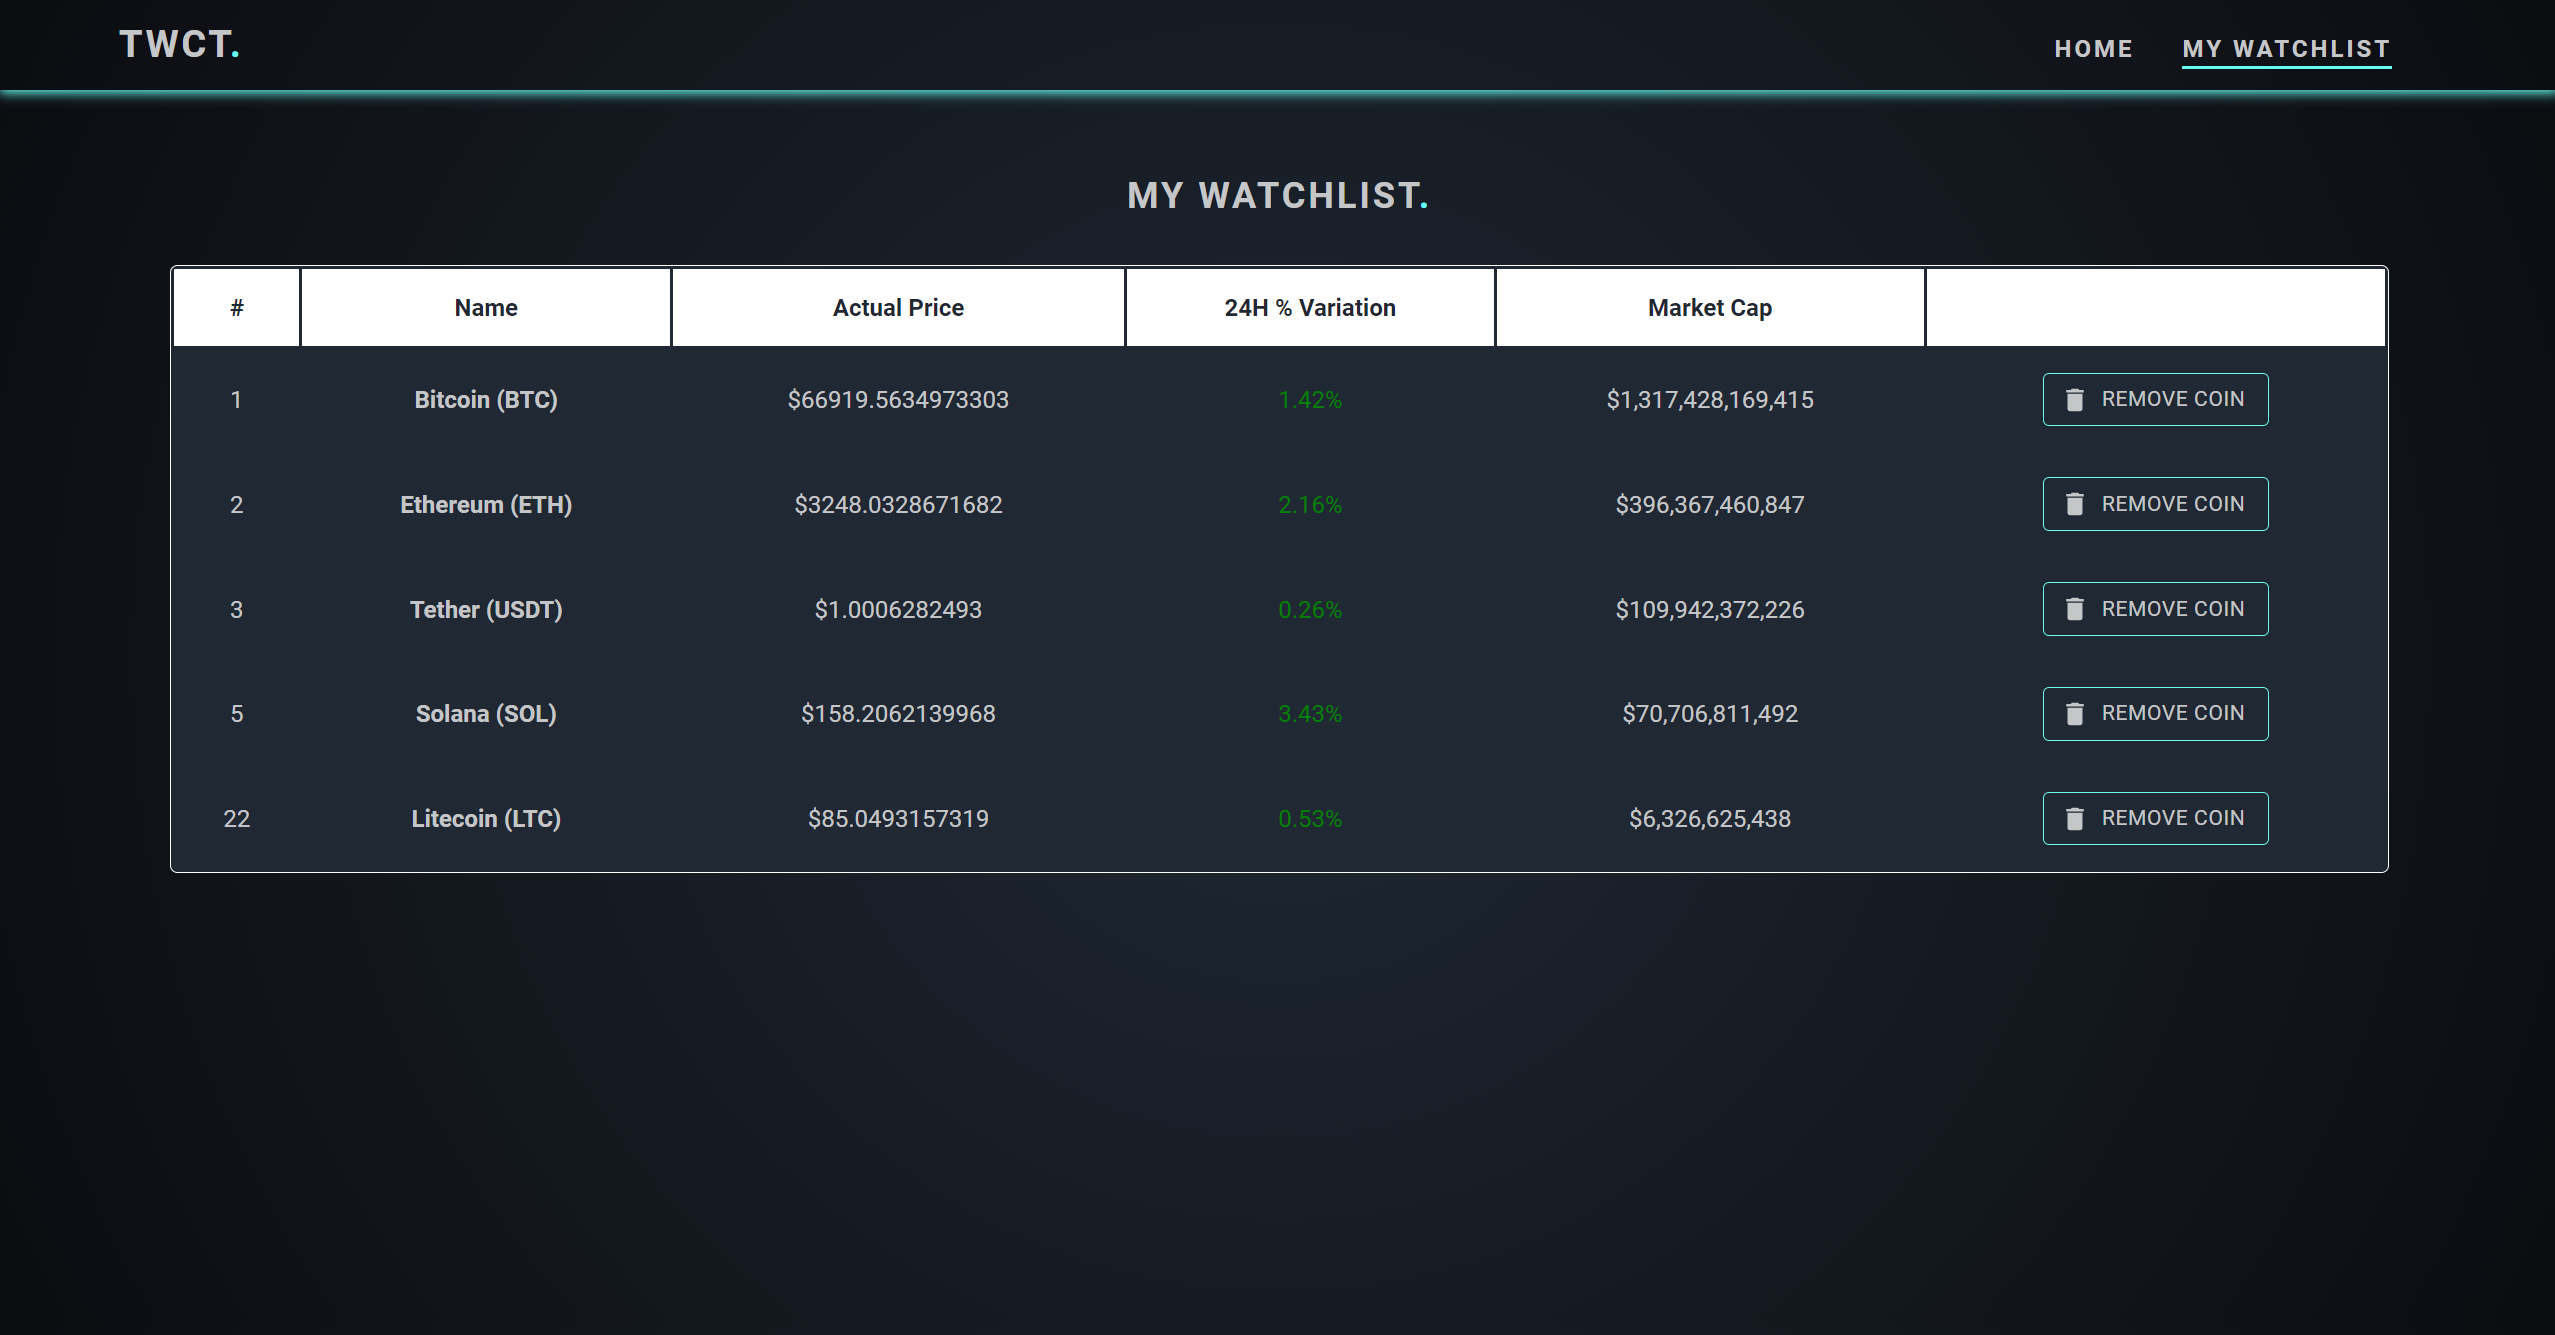 TWCT.
HOME MY WATCHLIST
MY WATCHLIST.
# Name Actual Price 24H % Variation Market Cap
1 Bitcoin (BTC) $66919.5634973303 1.42% $1,317,428,169,415 REMOVE COIN
2 Ethereum (ETH) $3248.0328671682 2.16% $396,367,460,847 REMOVE COIN
3 Tether (USDT) $1.0006282493 0.26% $109,942,372,226 REMOVE COIN
5 Solana (SOL) $158.2062139968 3.43% $70,706,811,492 REMOVE COIN
22 Litecoin (LTC) $85.0493157319 0.53% $6,326,625,438 REMOVE COIN